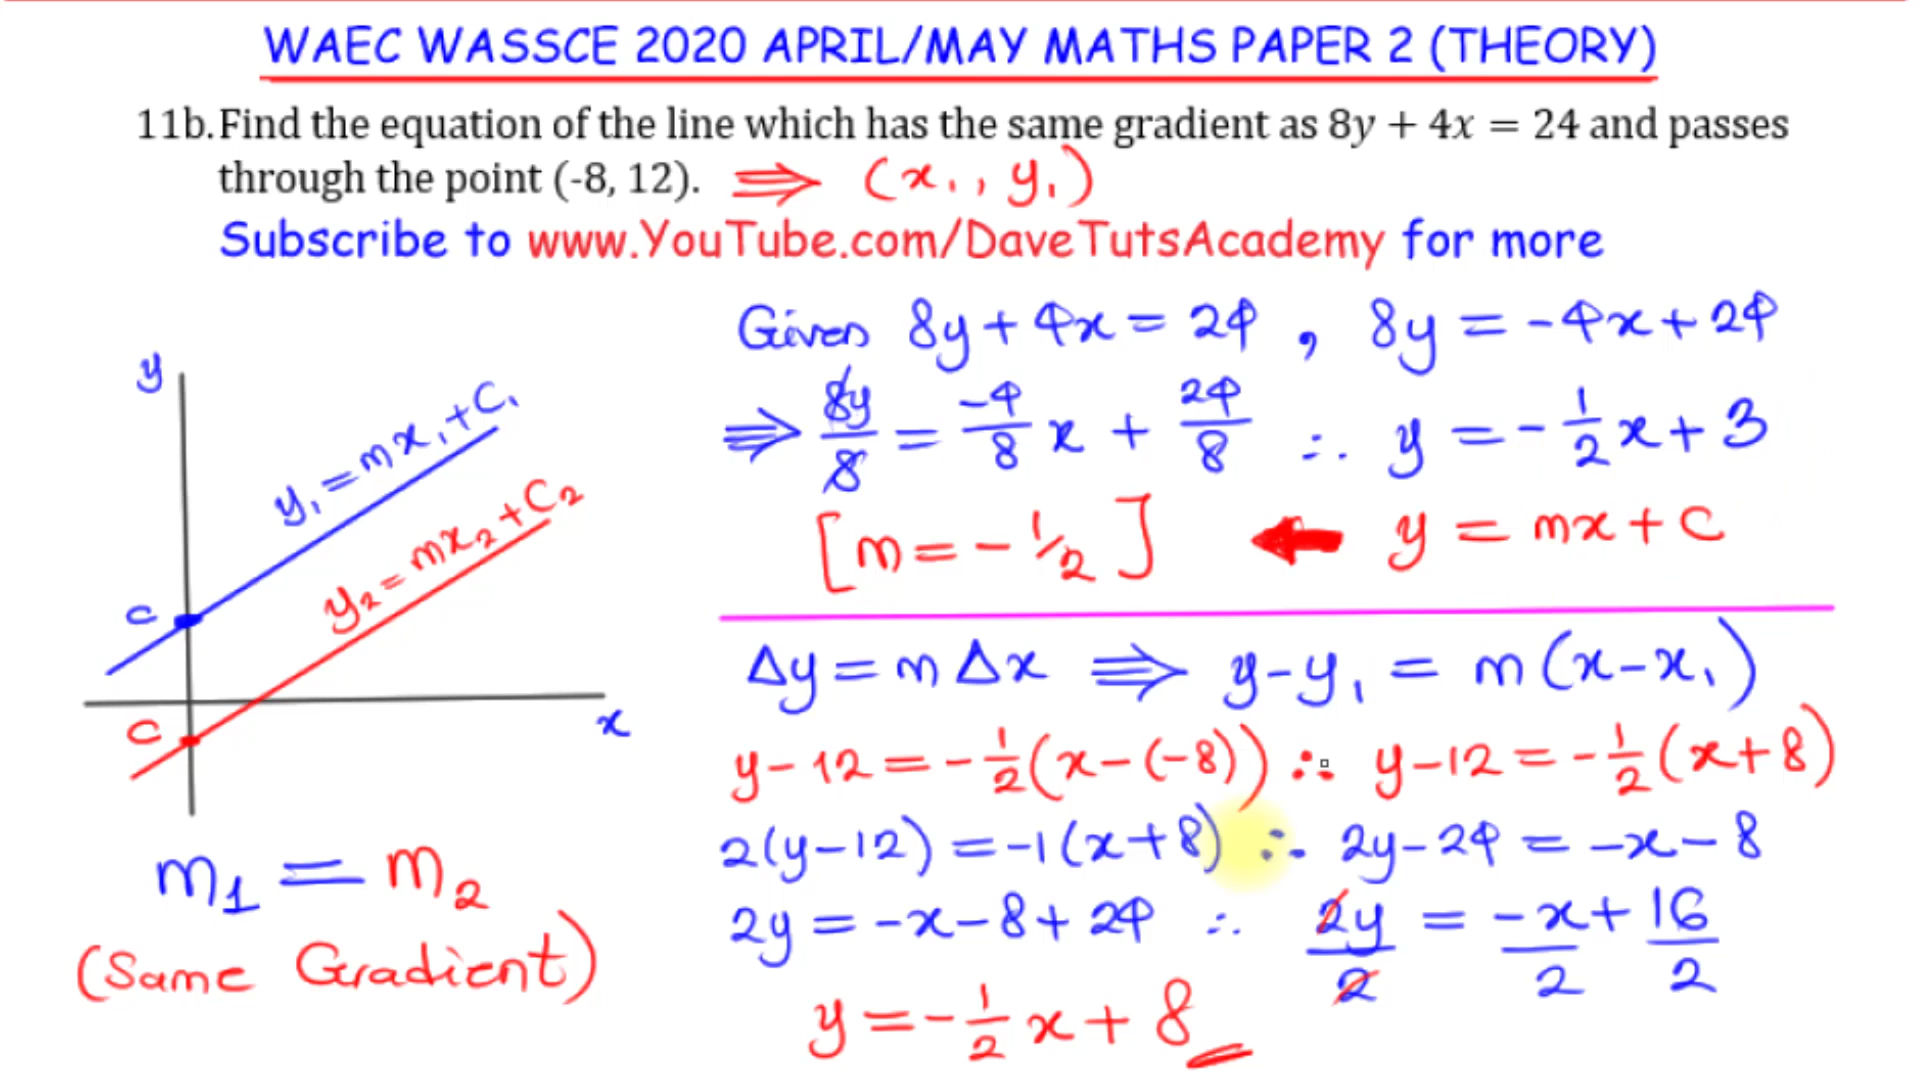 WAEC WASSCE 2020 APRIL/MAY MATHS PAPER 2 (THEORY)
11b. Find the equation of the line which has the same gradient as 8y + 4x = 24 and passes
through the point (-8, 12). ⇒ (x₁, y₁)
Subscribe to www.YouTube.com/DaveTutsAcademy for more
y
y₁ = mx₁ + C₁
y₂ = mx₂ + C₂
c
c
x
m₁ = m₂
(Same Gradient)
Given 8y + 4x = 24 , 8y = -4x + 24
⇒ 8y/8 = -4/8 x + 24/8 ∴ y = -1/2 x + 3
[m = -1/2] ← y = mx + c
Δy = mΔx ⇒ y - y₁ = m(x - x₁)
y - 12 = -1/2(x - (-8)) ∴ y - 12 = -1/2(x + 8)
2(y - 12) = -1(x + 8) ∴ 2y - 24 = -x - 8
2y = -x - 8 + 24 ∴ 2y/2 = -x/2 + 16/2
y = -1/2 x + 8